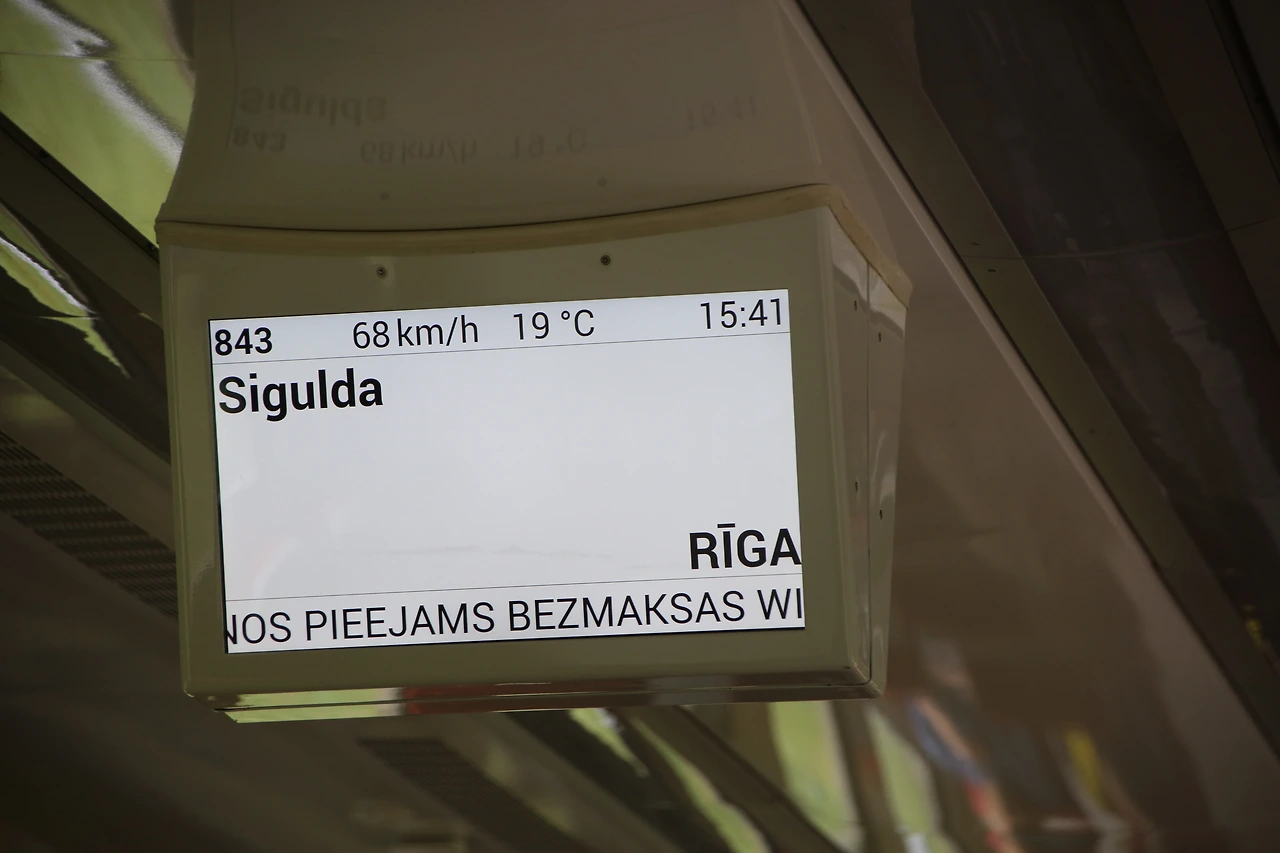 843 68 km/h 19 °C 15:41
Sigulda
RĪGA
NOS PIEEJAMS BEZMAKSAS WI